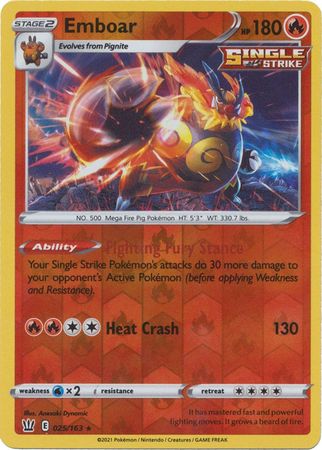 STAGE 2 Emboar HP 180
Evolves from Pignite
SINGLE
STRIKE
NO. 500 Mega Fire Pig Pokémon HT: 5'3" WT: 330.7 lbs.
Ability Fighting Fury Stance
Your Single Strike Pokémon's attacks do 30 more damage to
your opponent's Active Pokémon (before applying Weakness
and Resistance).
Heat Crash 130
weakness ×2 resistance retreat
Illus. Anesaki Dynamic
E 025/163 ★
It has mastered fast and powerful
fighting moves. It grows a beard of fire.
©2021 Pokémon / Nintendo / Creatures / GAME FREAK